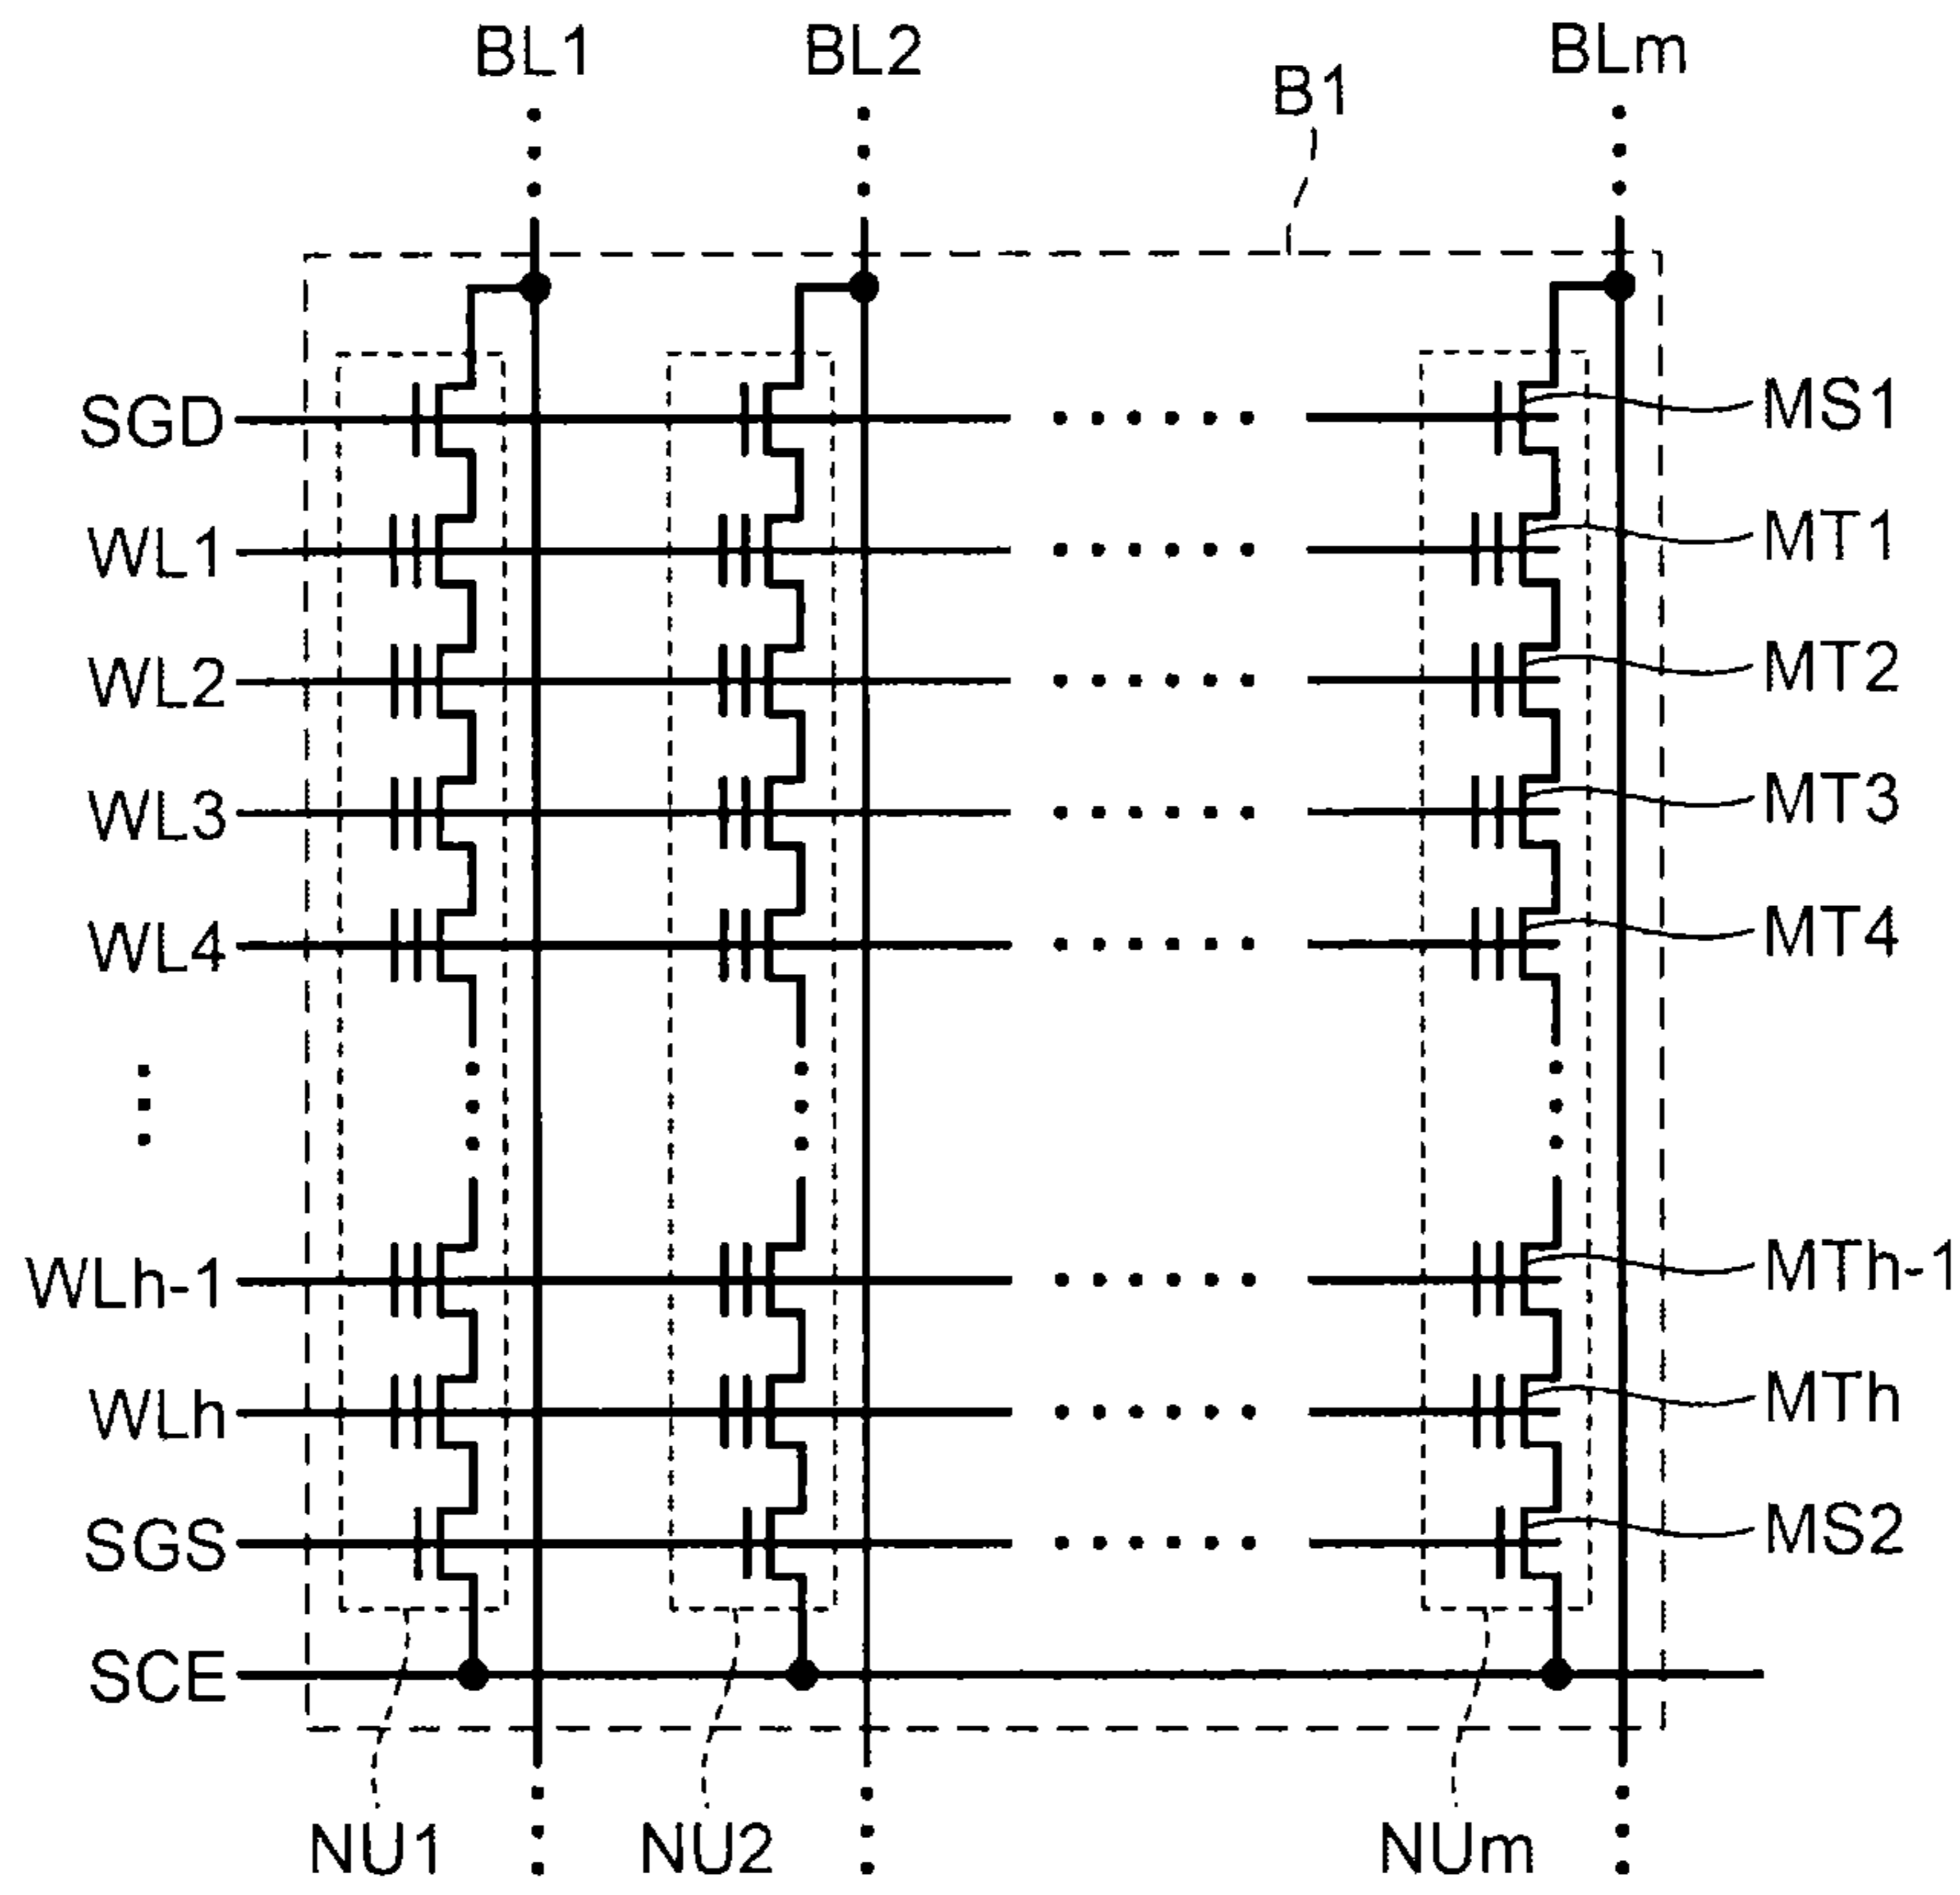 BL1 BL2 BLm
B1
SGD MS1
WL1 MT1
WL2 MT2
WL3 MT3
WL4 MT4
WLh-1 MTh-1
WLh MTh
SGS MS2
SCE
NU1 NU2 NUm